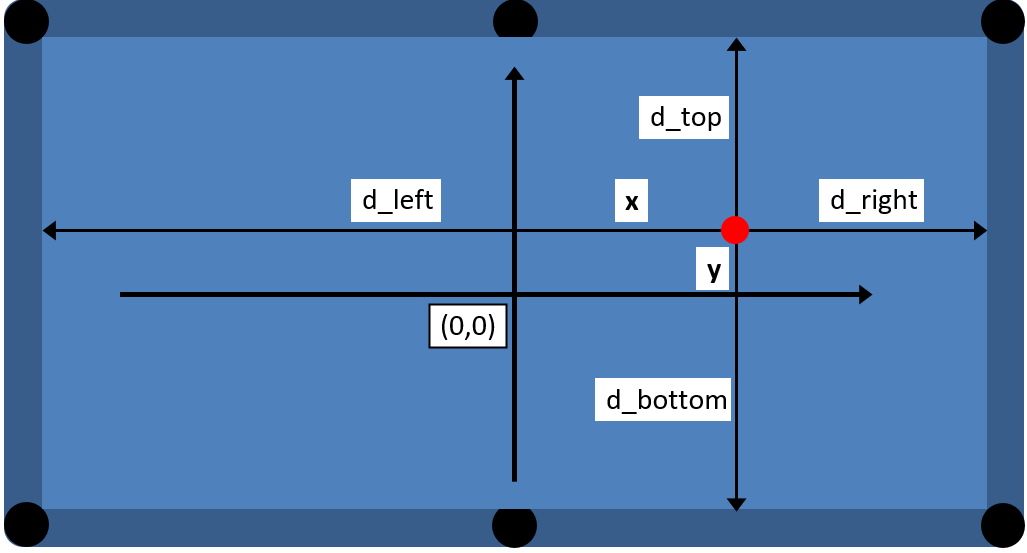 d_top
d_left
x
d_right
y
(0,0)
d_bottom